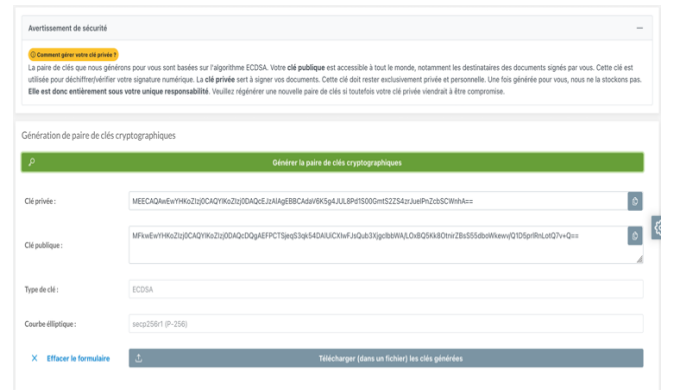 Avertissement de sécurité
Comment gérer votre clé privée ?
La paire de clés que nous générons pour vous sont basées sur l'algorithme ECDSA. Votre clé publique est accessible à tout le monde, notamment les destinataires des documents signés par vous. Cette clé est
utilisée pour déchiffrer/vérifier votre signature numérique. La clé privée sert à signer vos documents. Cette clé doit rester exclusivement privée et personnelle. Une fois générée pour vous, nous ne la stockons pas.
Elle est donc entièrement sous votre unique responsabilité. Veuillez régénérer une nouvelle paire de clés si toutefois votre clé privée viendrait à être compromise.
Génération de paire de clés cryptographiques
Générer la paire de clés cryptographiques
Clé privée :
Clé publique :
Type de clé :
ECDSA
Courbe élliptique :
secp256r1 (P-256)
Effacer le formulaire
Télécharger (dans un fichier) les clés générées